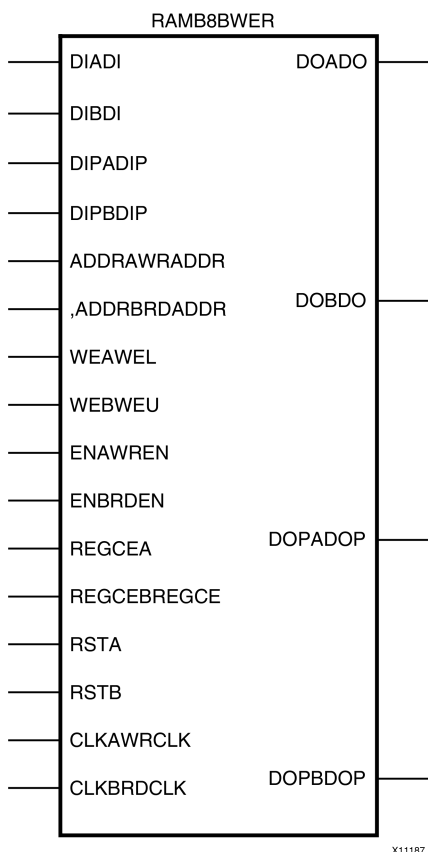 RAMB8BWER
DIADI DOADO
DIBDI
DIPADIP
DIPBDIP
ADDRAWRADDR
,ADDRBRDADDR DOBDO
WEAWEL
WEBWEU
ENAWREN
ENBRDEN
REGCEA DOPADOP
REGCEBREGCE
RSTA
RSTB
CLKAWRCLK
CLKBRDCLK DOPBDOP
X11187